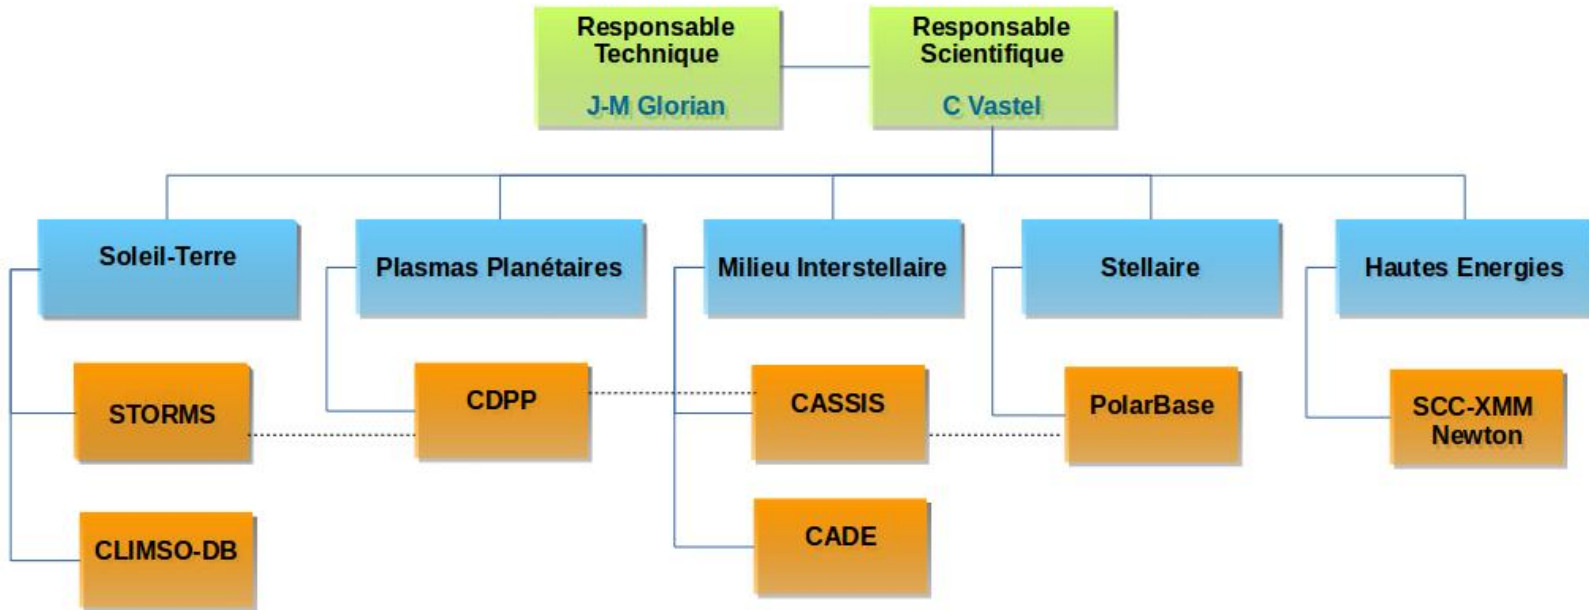 Responsable
Technique
J-M Glorian
Responsable
Scientifique
C Vastel
Soleil-Terre
Plasmas Planétaires
Milieu Interstellaire
Stellaire
Hautes Energies
STORMS
CDPP
CASSIS
PolarBase
SCC-XMM
Newton
CLIMSO-DB
CADE